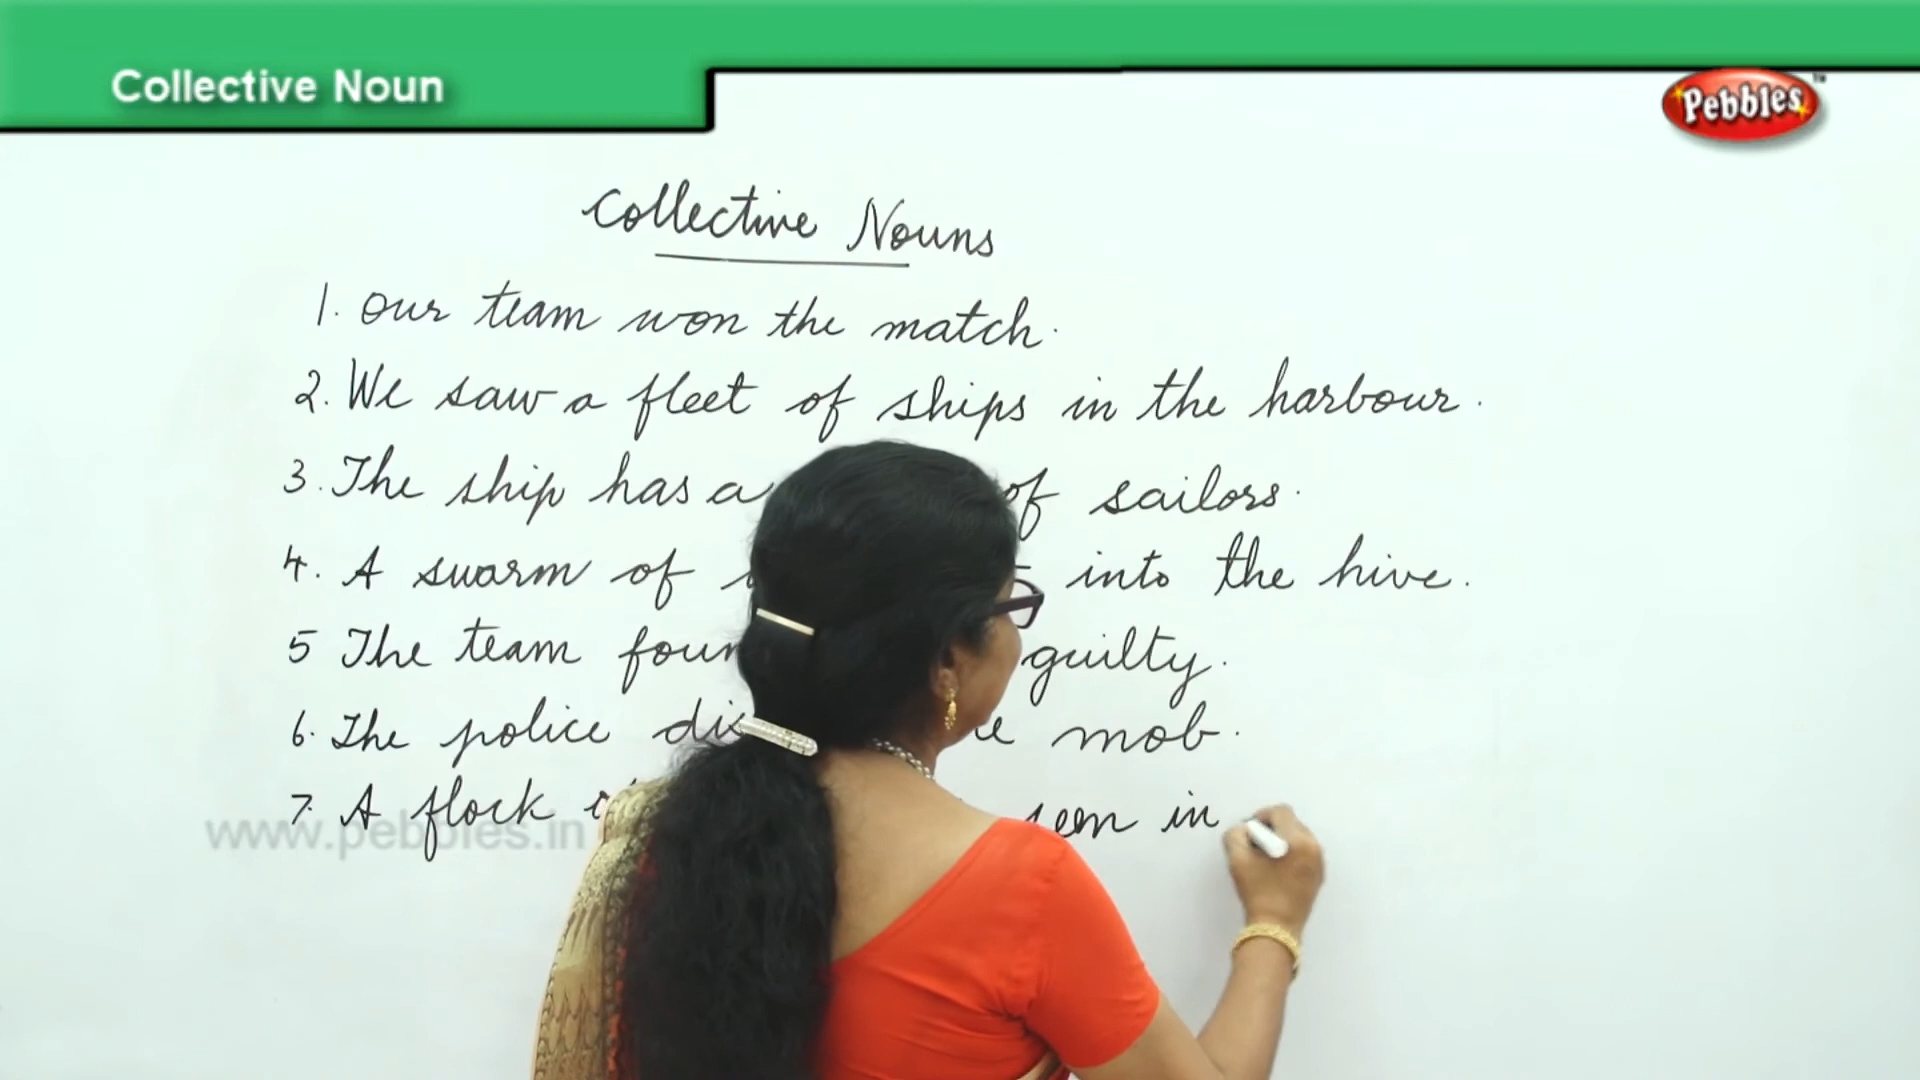 Collective Noun
Pebbles
TM
Collective Nouns
1. Our team won the match.
2. We saw a fleet of ships in the harbour.
3. The ship has a of sailors.
4. A swarm of into the hive.
5 The team guilty.
6. The police mob.
7. A flock seen in
www.pebbles.in